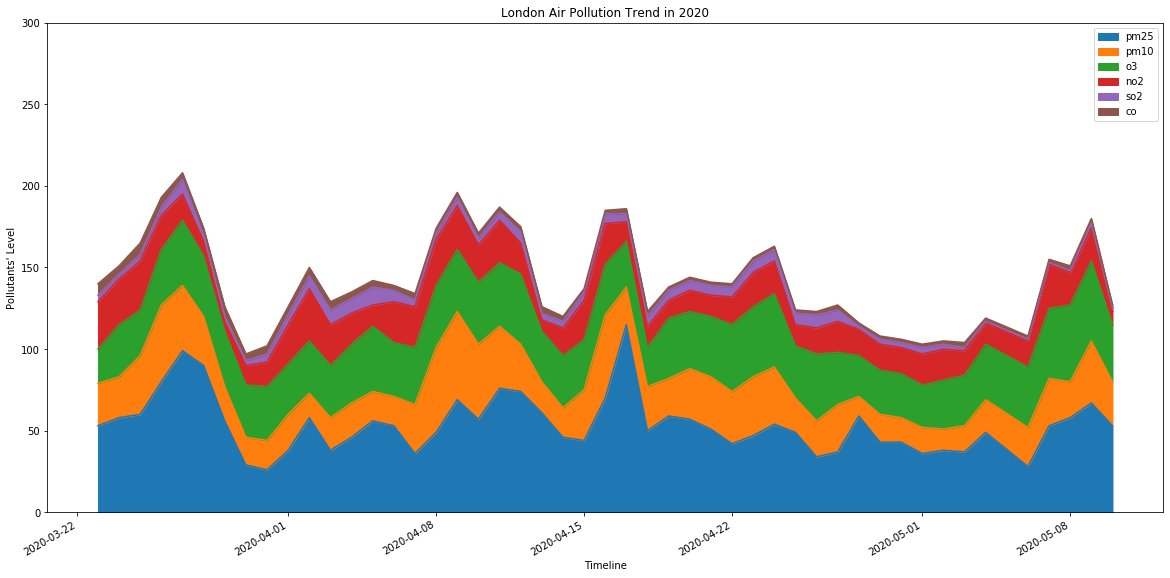 London Air Pollution Trend in 2020
300
250
200
150
100
50
0
Pollutants' Level
pm25
pm10
o3
no2
so2
co
2020-03-22
2020-04-01
2020-04-08
2020-04-15
2020-04-22
2020-05-01
2020-05-08
Timeline